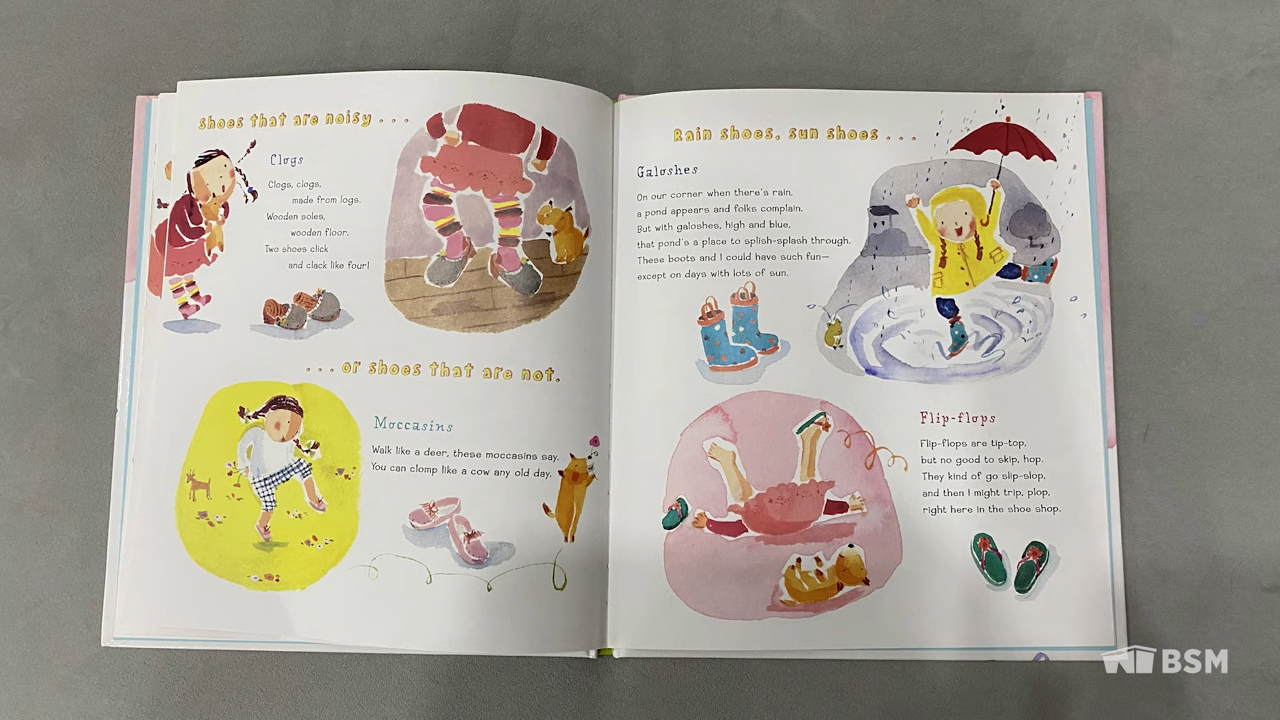 Shoes that are noisy . . .
Clogs
Clogs, clogs,
made from logs.
Wooden soles,
wooden floor.
Two shoes click
and clack like four!
. . . or shoes that are not.
Moccasins
Walk like a deer, these moccasins say.
You can clomp like a cow any old day.
Rain shoes, sun shoes . . .
Galoshes
On our corner when there's rain,
a pond appears and folks complain.
But with galoshes, high and blue,
that pond's a place to splish-splash through.
These boots and I could have such fun—
except on days with lots of sun.
Flip-flops
Flip-flops are tip-top,
but no good to skip, hop.
They kind of go slip-slop,
and then I might trip, plop,
right here in the shoe shop.
BSM